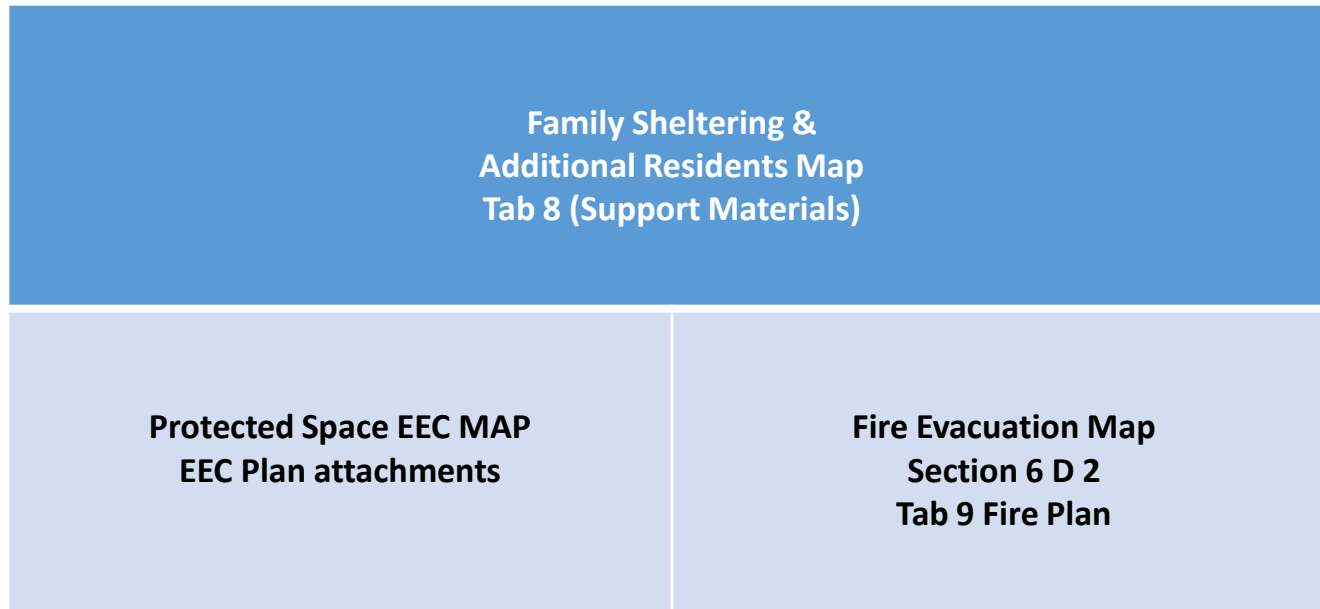 Family Sheltering &
Additional Residents Map
Tab 8 (Support Materials)
Protected Space EEC MAP
EEC Plan attachments
Fire Evacuation Map
Section 6 D 2
Tab 9 Fire Plan